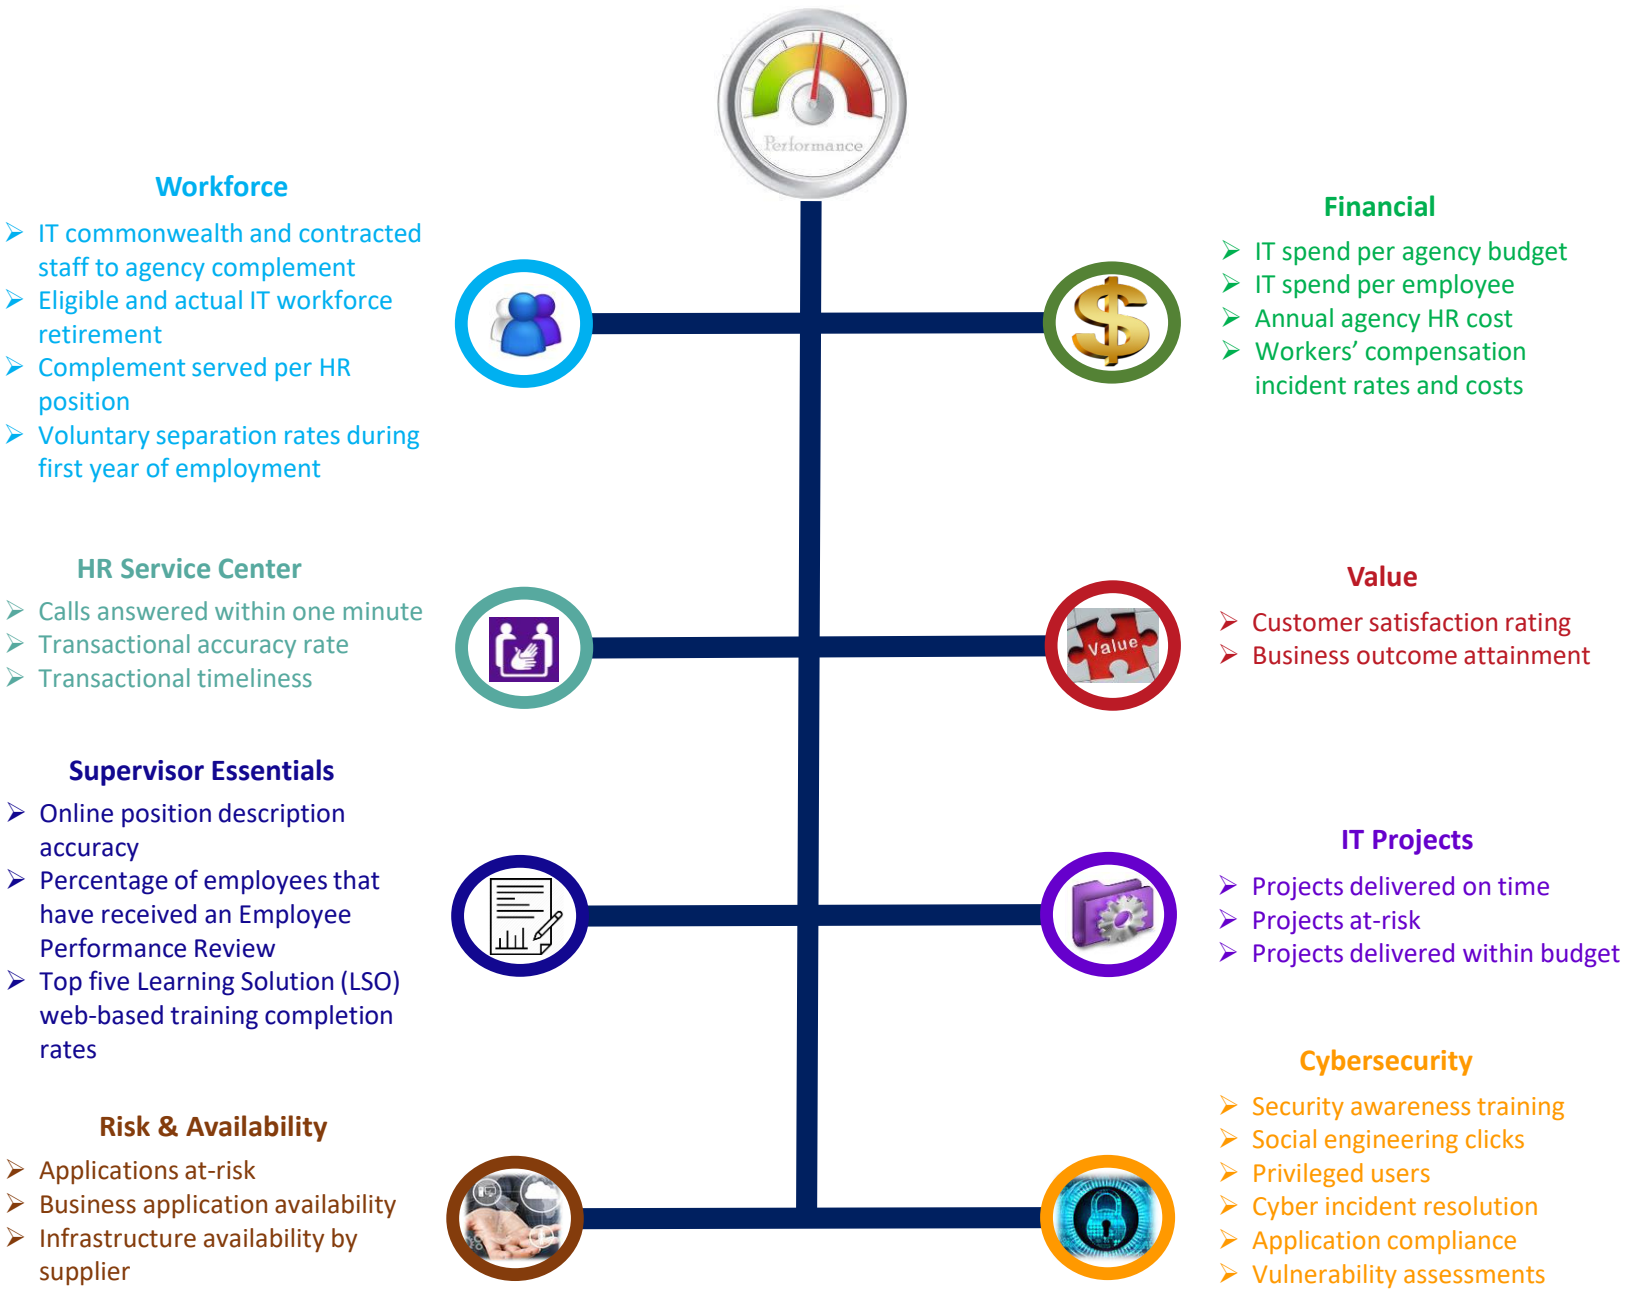 Performance
Workforce
➢ IT commonwealth and contracted
staff to agency complement
➢ Eligible and actual IT workforce
retirement
➢ Complement served per HR
position
➢ Voluntary separation rates during
first year of employment
Financial
➢ IT spend per agency budget
➢ IT spend per employee
➢ Annual agency HR cost
➢ Workers’ compensation
incident rates and costs
HR Service Center
➢ Calls answered within one minute
➢ Transactional accuracy rate
➢ Transactional timeliness
Value
Value
➢ Customer satisfaction rating
➢ Business outcome attainment
Supervisor Essentials
➢ Online position description
accuracy
➢ Percentage of employees that
have received an Employee
Performance Review
➢ Top five Learning Solution (LSO)
web-based training completion
rates
IT Projects
➢ Projects delivered on time
➢ Projects at-risk
➢ Projects delivered within budget
Risk & Availability
➢ Applications at-risk
➢ Business application availability
➢ Infrastructure availability by
supplier
Cybersecurity
➢ Security awareness training
➢ Social engineering clicks
➢ Privileged users
➢ Cyber incident resolution
➢ Application compliance
➢ Vulnerability assessments